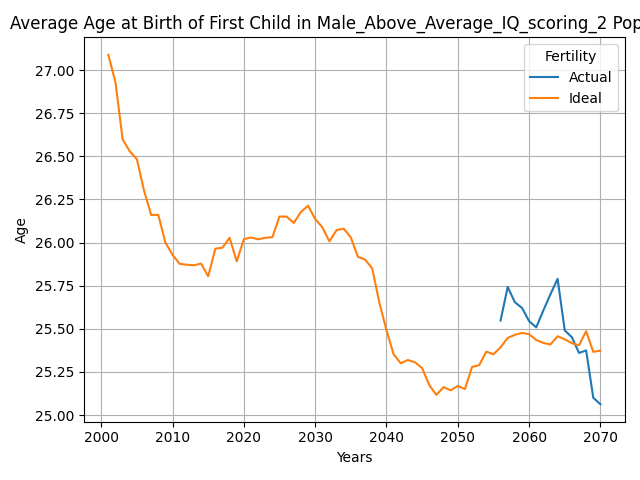 Average Age at Birth of First Child in Male_Above_Average_IQ_scoring_2 Pop
Fertility
Actual
Ideal
27.00
26.75
26.50
26.25
26.00
25.75
25.50
25.25
25.00
Age
2000 2010 2020 2030 2040 2050 2060 2070
Years